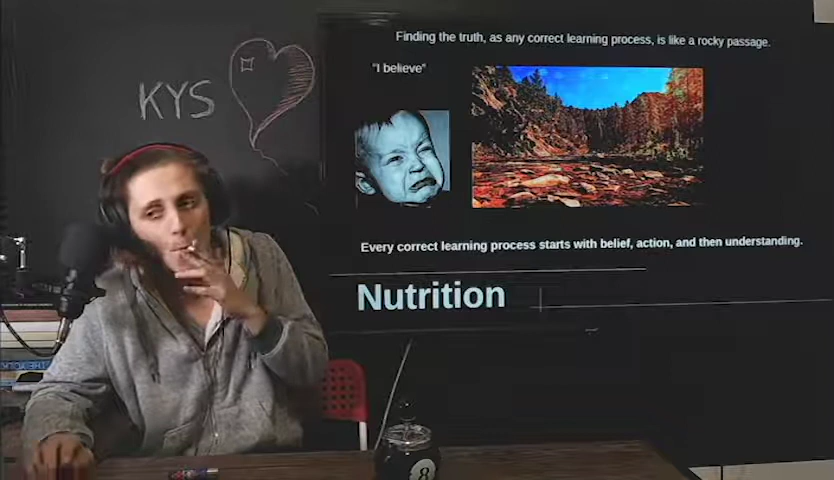 Finding the truth, as any correct learning process, is like a rocky passage.
"I believe"
KYS
Every correct learning process starts with belief, action, and then understanding.
Nutrition
8